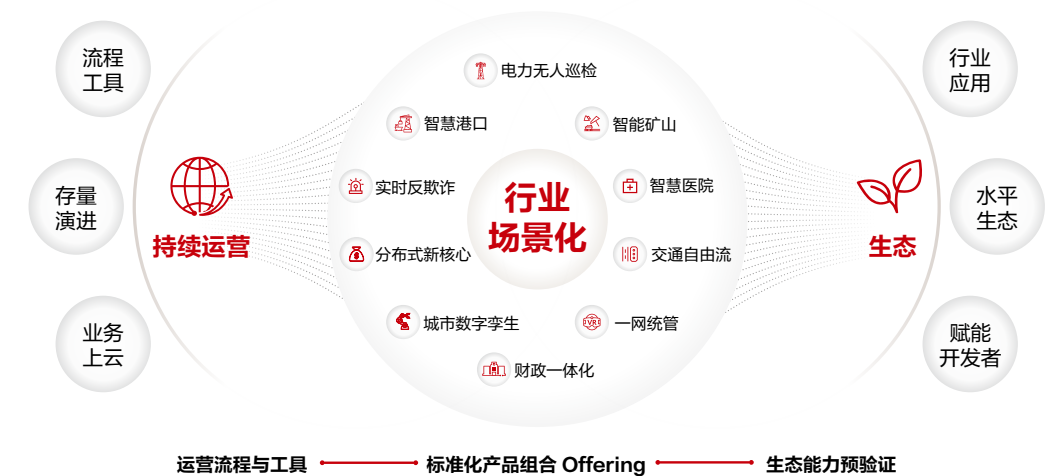 流程
工具
存量
演进
业务
上云
持续运营
电力无人巡检
智慧港口
智能矿山
实时反欺诈
智慧医院
行业
场景化
分布式新核心
交通自由流
城市数字孪生
VR
一网统管
财政一体化
生态
行业
应用
水平
生态
赋能
开发者
运营流程与工具
标准化产品组合 Offering
生态能力预验证